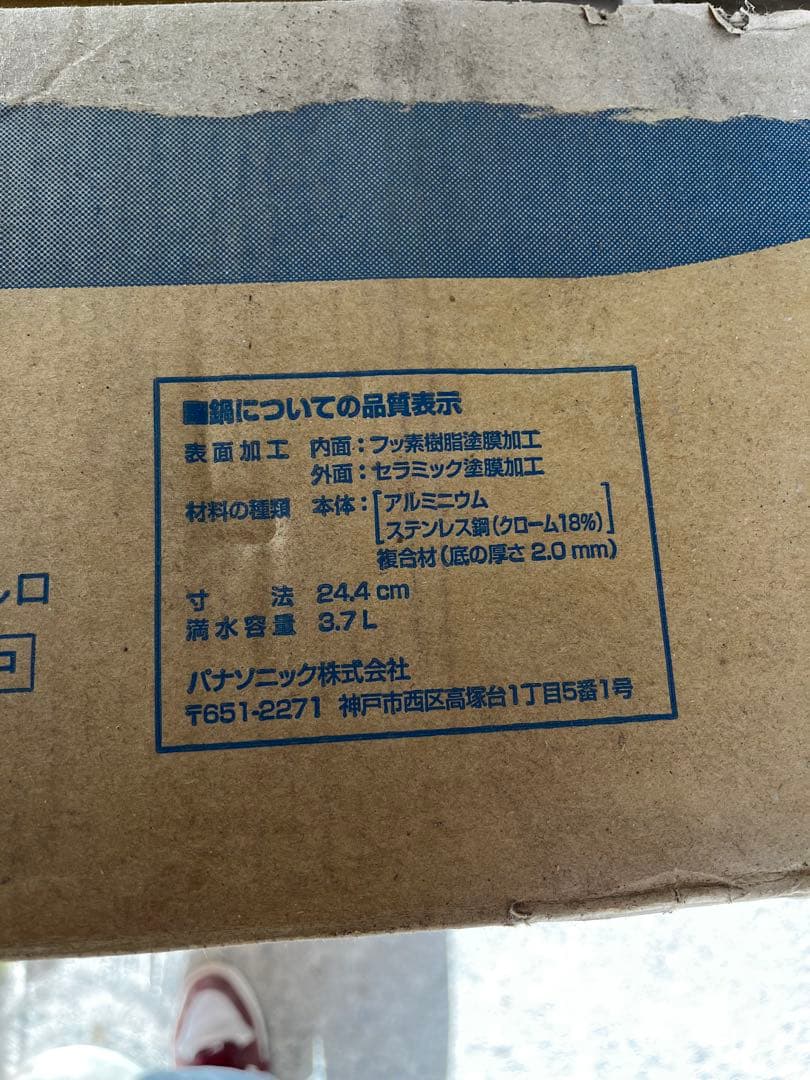 ■鍋についての品質表示
表面加工 内面：フッ素樹脂塗膜加工
外面：セラミック塗膜加工
材料の種類 本体：アルミニウム
ステンレス鋼(クローム18%)
複合材(底の厚さ2.0mm)
寸法 24.4cm
満水容量 3.7L
パナソニック株式会社
〒651-2271 神戸市西区高塚台1丁目5番1号